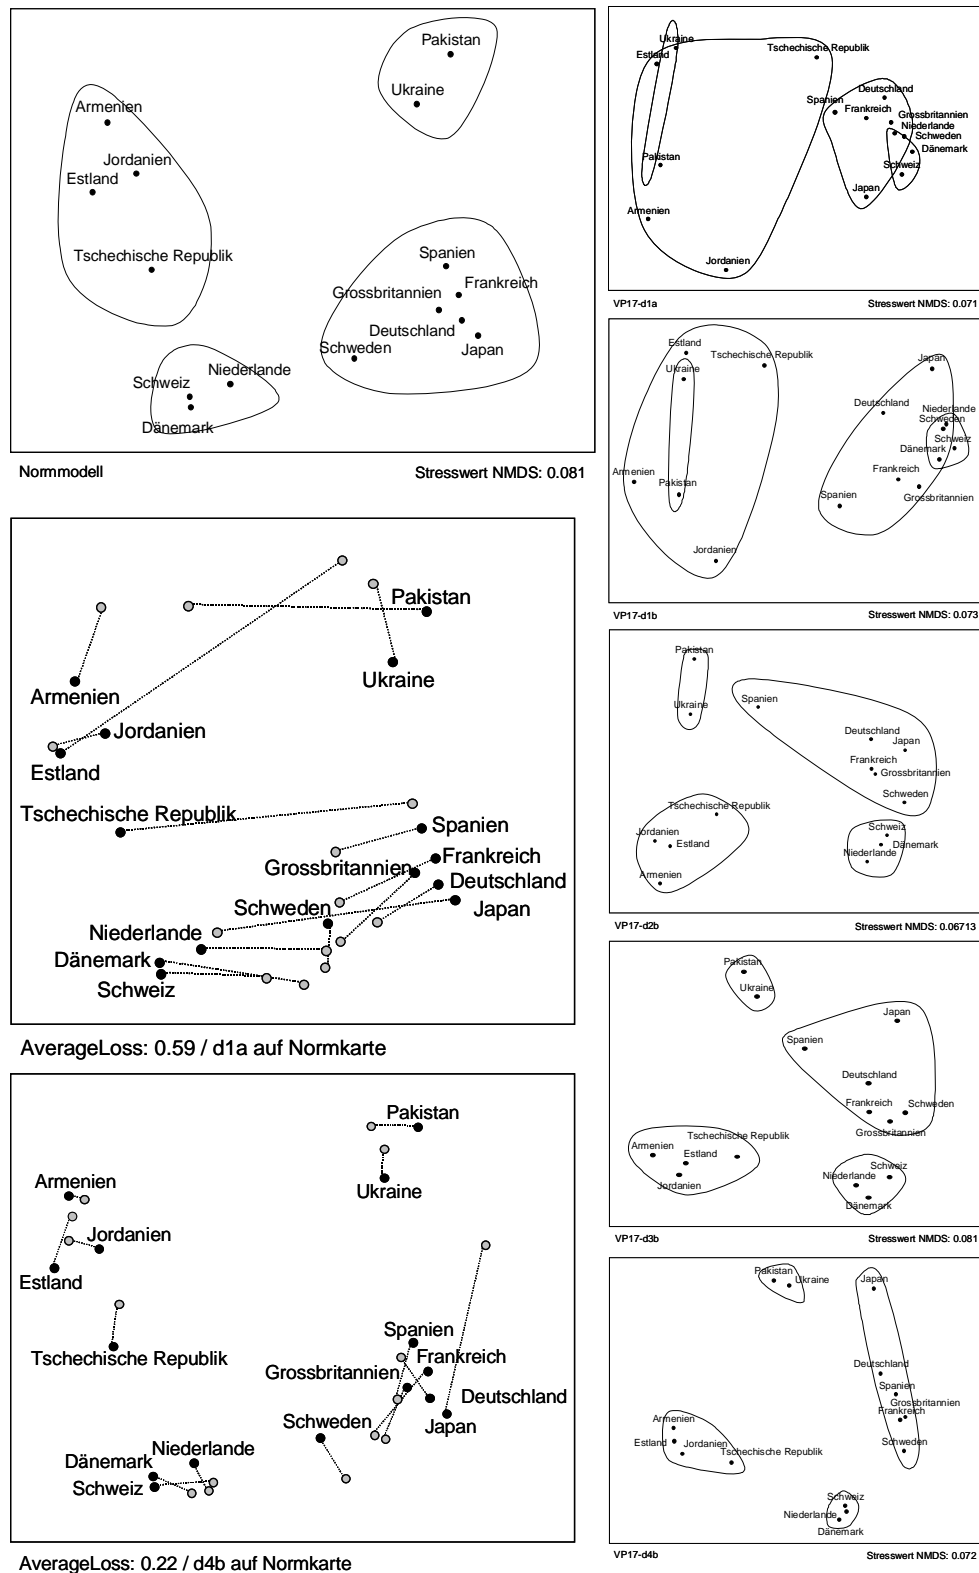 Pakistan
Ukraine
Armenien
Jordanien
Estland
Tschechische Republik
Spanien
Frankreich
Grossbritannien
Deutschland
Schweden
Japan
Niederlande
Schweiz
Dänemark
Normmodell
Stresswert NMDS: 0.081
Pakistan
Ukraine
Armenien
Jordanien
Estland
Tschechische Republik
Spanien
Frankreich
Grossbritannien
Deutschland
Schweden
Japan
Niederlande
Dänemark
Schweiz
AverageLoss: 0.59 / d1a auf Normkarte
Pakistan
Ukraine
Armenien
Jordanien
Estland
Tschechische Republik
Spanien
Frankreich
Grossbritannien
Deutschland
Schweden
Japan
Niederlande
Dänemark
Schweiz
AverageLoss: 0.22 / d4b auf Normkarte
Ukraine
Estland
Tschechische Republik
Deutschland
Spanien
Frankreich
Grossbritannien
Niederlande
Schweden
Dänemark
Pakistan
Schweiz
Japan
Armenien
Jordanien
VP17-d1a
Stresswert NMDS: 0.071
Estland
Tschechische Republik
Japan
Ukraine
Deutschland
Niederlande
Schweden
Schweiz
Dänemark
Armenien
Frankreich
Pakistan
Grossbritannien
Spanien
Jordanien
VP17-d1b
Stresswert NMDS: 0.073
Pakistan
Spanien
Ukraine
Deutschland
Japan
Frankreich
Grossbritannien
Schweden
Tschechische Republik
Jordanien
Estland
Schweiz
Dänemark
Niederlande
Armenien
VP17-d2b
Stresswert NMDS: 0.06713
Pakistan
Ukraine
Japan
Spanien
Deutschland
Frankreich
Schweden
Grossbritannien
Tschechische Republik
Armenien
Estland
Jordanien
Schweiz
Niederlande
Dänemark
VP17-d3b
Stresswert NMDS: 0.081
Pakistan
Ukraine
Japan
Deutschland
Spanien
Grossbritannien
Frankreich
Schweden
Armenien
Estland
Jordanien
Tschechische Republik
Schweiz
Niederlande
Dänemark
VP17-d4b
Stresswert NMDS: 0.072